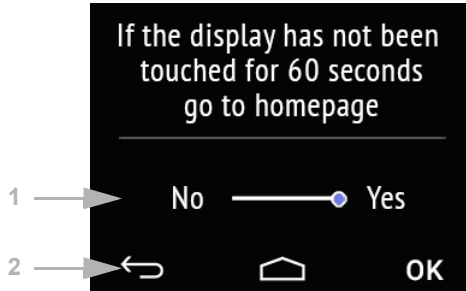 If the display has not been
touched for 60 seconds
go to homepage
1 No Yes
2 OK